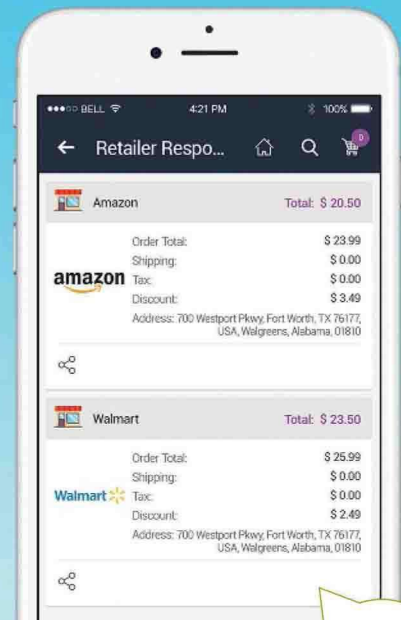 BELL 4:21 PM 100%
Retailer Respo... 0
Amazon Total: $ 20.50
Order Total: $ 23.99
Shipping: $ 0.00
amazon Tax: $ 0.00
Discount: $ 3.49
Address: 700 Westport Pkwy, Fort Worth, TX 76177,
USA, Walgreens, Alabama, 01810
Walmart Total: $ 23.50
Order Total: $ 25.99
Shipping: $ 0.00
Walmart Tax: $ 0.00
Discount: $ 2.49
Address: 700 Westport Pkwy, Fort Worth, TX 76177,
USA, Walgreens, Alabama, 01810